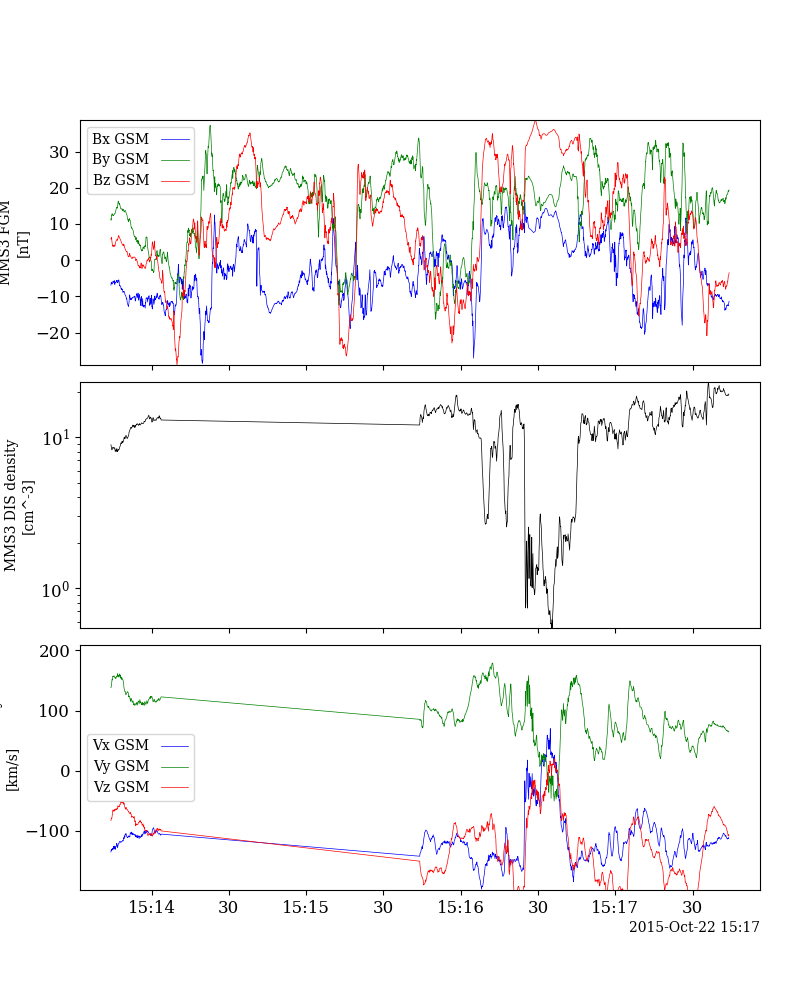 MMS3 FGM
[nT]
Bx GSM
By GSM
Bz GSM
30
20
10
0
−10
−20
MMS3 DIS density
[cm^-3]
10^1
10^0
[km/s]
200
100
0
−100
Vx GSM
Vy GSM
Vz GSM
15:14 30 15:15 30 15:16 30 15:17 30
2015-Oct-22 15:17